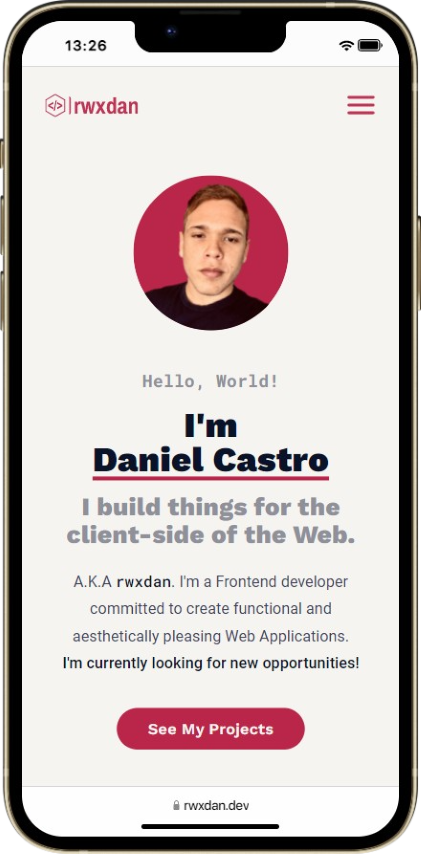 13:26
</>|rwxdan
Hello, World!
I'm
Daniel Castro
I build things for the
client-side of the Web.
A.K.A rwxdan. I'm a Frontend developer
committed to create functional and
aesthetically pleasing Web Applications.
I'm currently looking for new opportunities!
See My Projects
rwxdan.dev